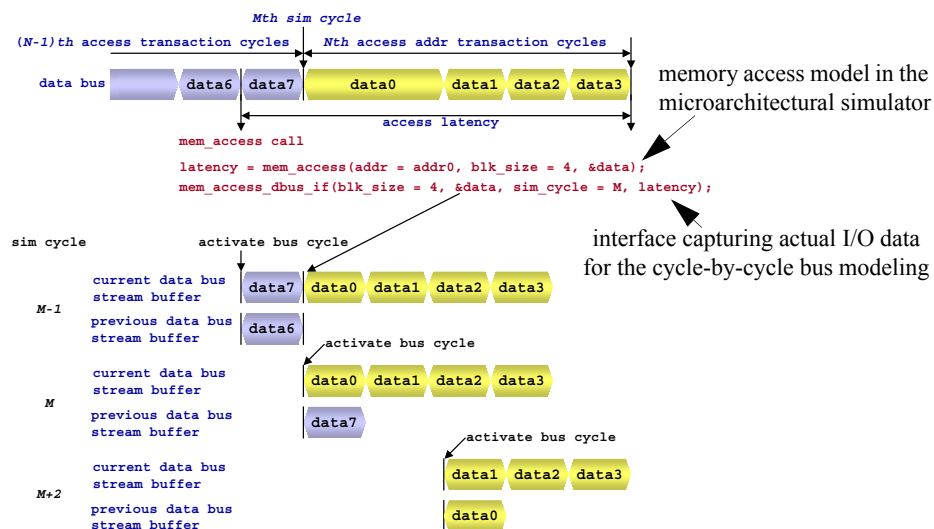 Mth sim cycle
(N-1)th access transaction cycles
Nth access addr transaction cycles
data bus
data6
data7
data0
data1
data2
data3
memory access model in the
microarchitectural simulator
access latency
mem_access call
latency = mem_access(addr = addr0, blk_size = 4, &data);
mem_access_dbus_if(blk_size = 4, &data, sim_cycle = M, latency);
interface capturing actual I/O data
for the cycle-by-cycle bus modeling
sim cycle
activate bus cycle
M-1
current data bus
stream buffer
data7
data0
data1
data2
data3
previous data bus
stream buffer
data6
activate bus cycle
M
current data bus
stream buffer
data0
data1
data2
data3
previous data bus
stream buffer
data7
activate bus cycle
M+2
current data bus
stream buffer
data1
data2
data3
previous data bus
stream buffer
data0